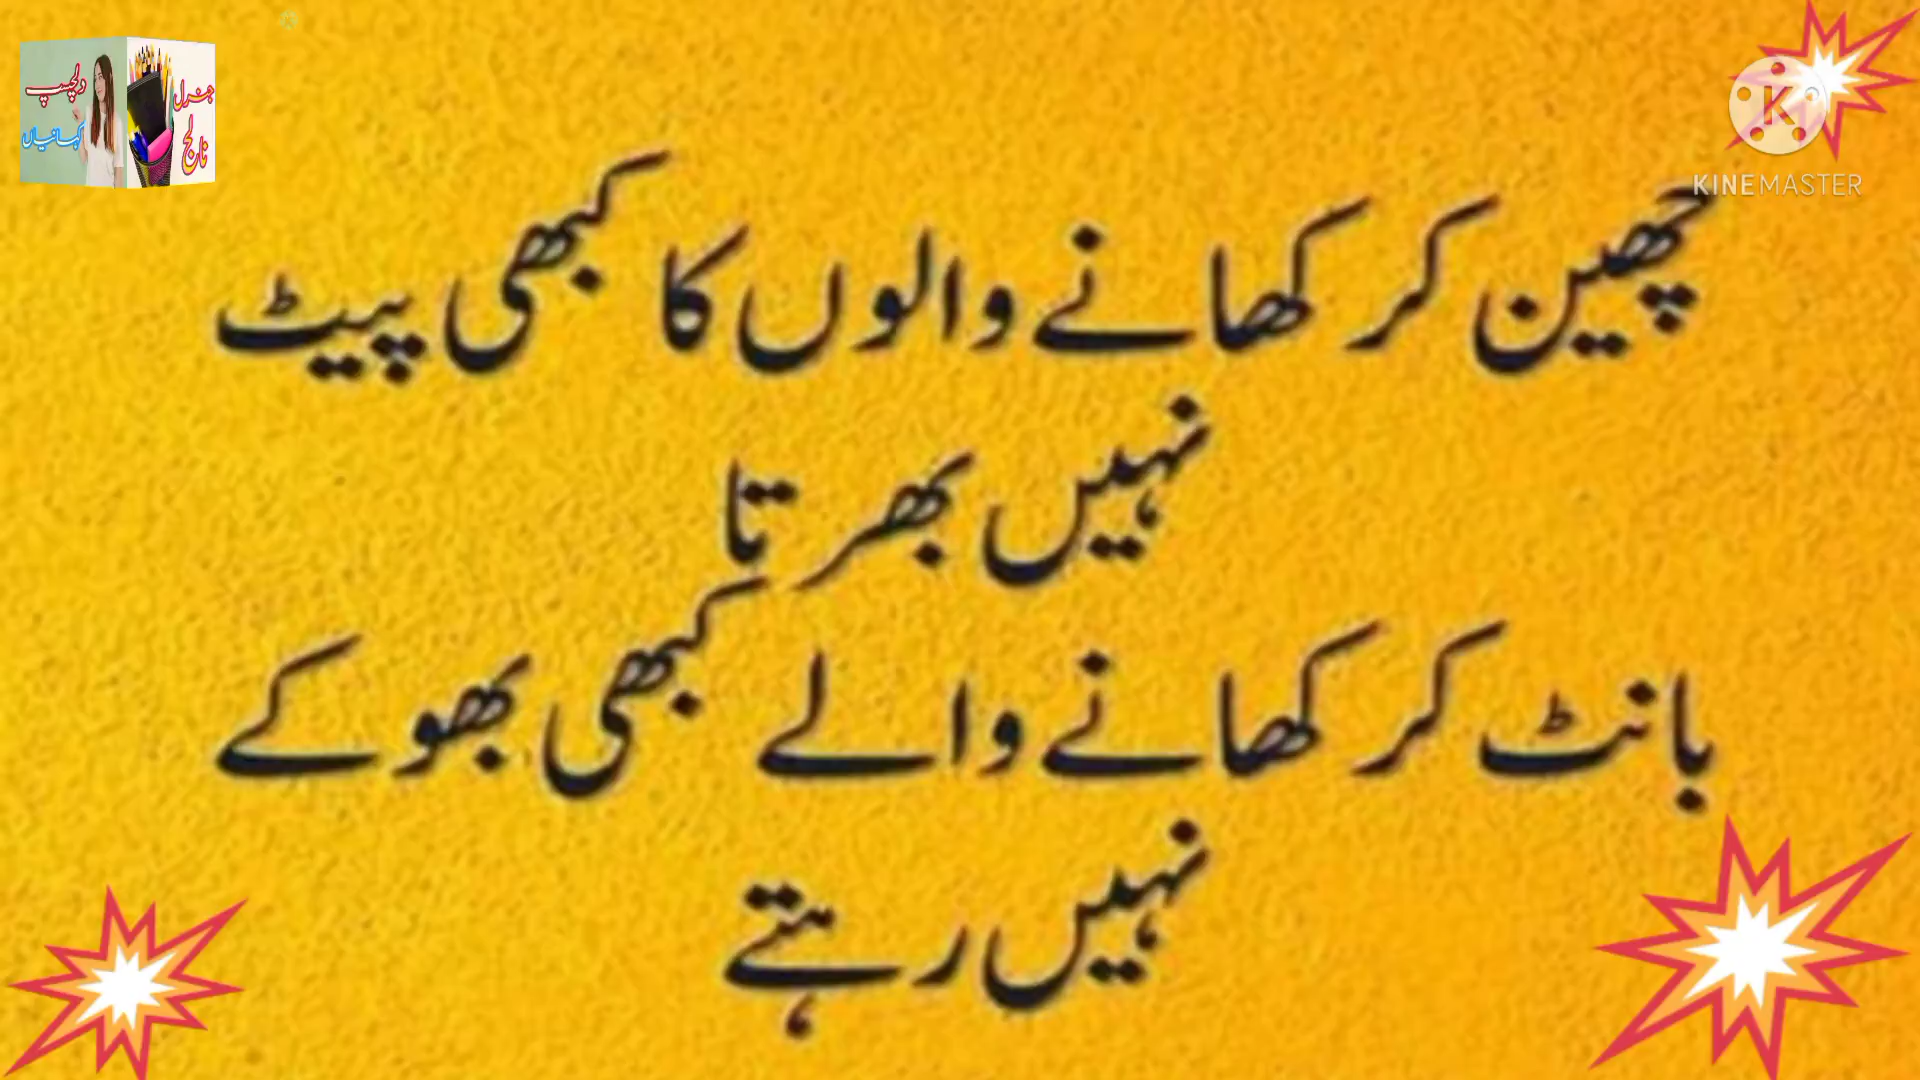 دلچسپ
کہانیاں
جنرل
نالج
KINEMASTER
چھین کر کھانے والوں کا کبھی پیٹ
نہیں بھرتا
بانٹ کر کھانے والے کبھی بھوکے
نہیں رہتے